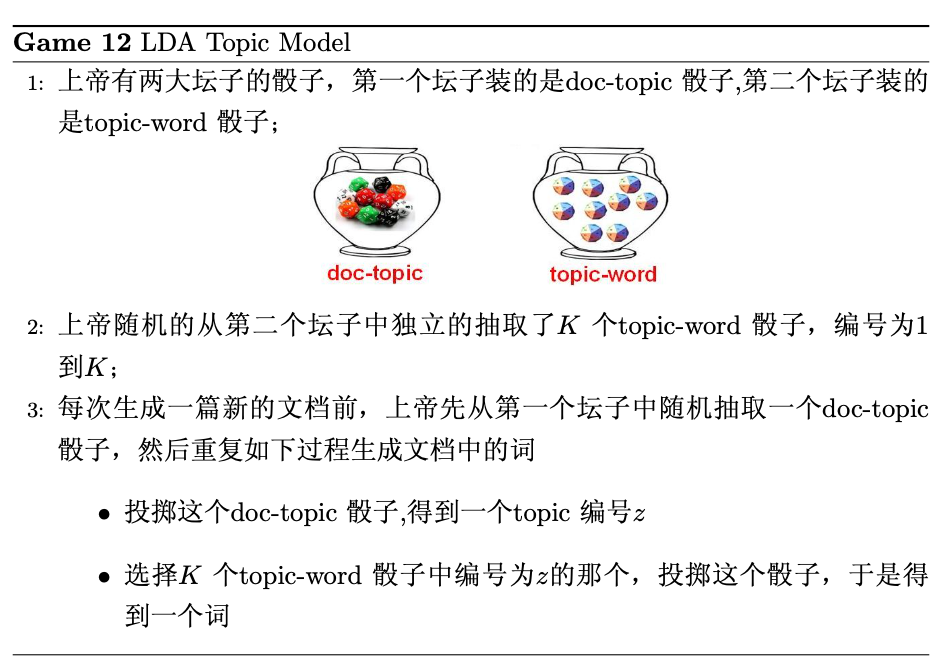 Game 12 LDA Topic Model
1: 上帝有两大坛子的骰子，第一个坛子装的是doc-topic 骰子,第二个坛子装的
是topic-word 骰子；
doc-topic
topic-word
2: 上帝随机的从第二个坛子中独立的抽取了K 个topic-word 骰子，编号为1
到K；
3: 每次生成一篇新的文档前，上帝先从第一个坛子中随机抽取一个doc-topic
骰子，然后重复如下过程生成文档中的词
• 投掷这个doc-topic 骰子,得到一个topic 编号z
• 选择K 个topic-word 骰子中编号为z的那个，投掷这个骰子，于是得
到一个词